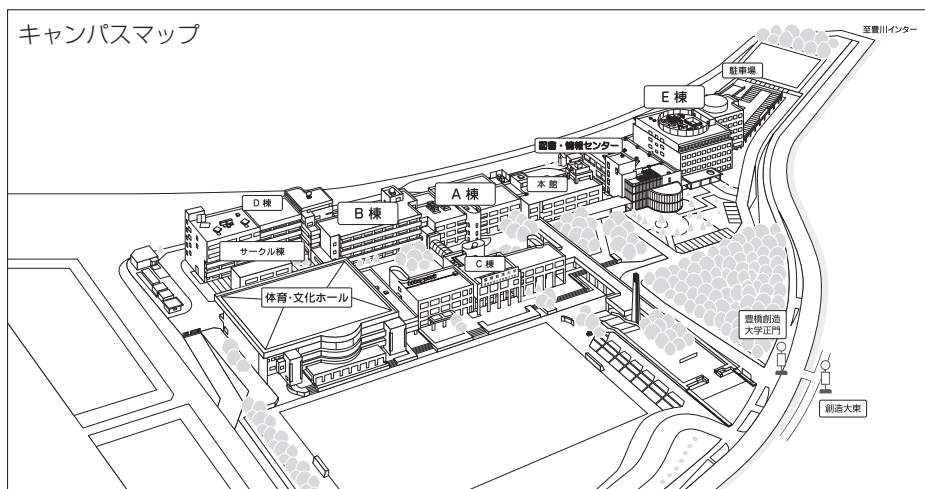 キャンパスマップ
至豊川インター
駐車場
E 棟
図書・情報センター
本 館
A 棟
D 棟
B 棟
サークル棟
C 棟
体育・文化ホール
豊橋創造
大学正門
創造大東